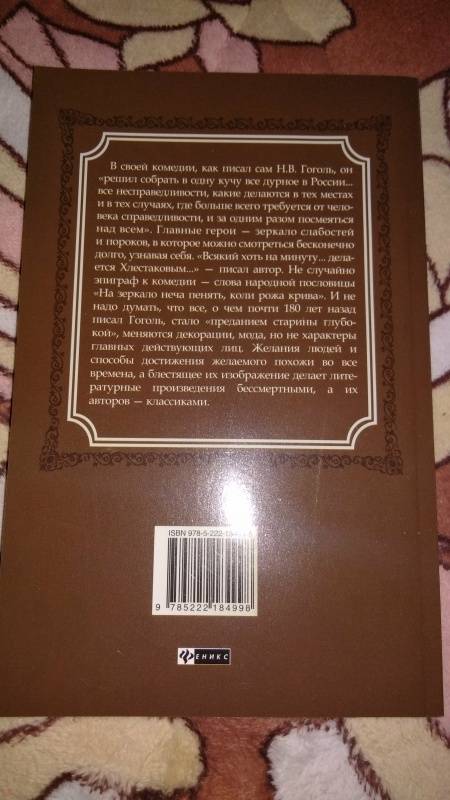 В своей комедии, как писал сам Н.В. Гоголь, он
«решил собрать в одну кучу все дурное в России...
все несправедливости, какие делаются в тех местах
и в тех случаях, где больше всего требуется от чело-
века справедливости, и за одним разом посмеяться
над всем». Главные герои — зеркало слабостей
и пороков, в которое можно смотреться бесконечно
долго, узнавая себя. «Всякий хоть на минуту... дела-
ется Хлестаковым...» — писал автор. Не случайно
эпиграф к комедии — слова народной пословицы
«На зеркало неча пенять, коли рожа крива». И не
надо думать, что все, о чем почти 180 лет назад
писал Гоголь, стало «преданием старины глубо-
кой», меняются декорации, мода, но не характеры
главных действующих лиц. Желания людей и
способы достижения желаемого похожи во все
времена, а блестящее их изображение делает лите-
ратурные произведения бессмертными, а их
авторов — классиками.
ISBN 978-5-222-18
9 785222 184998
ФЕНИКС